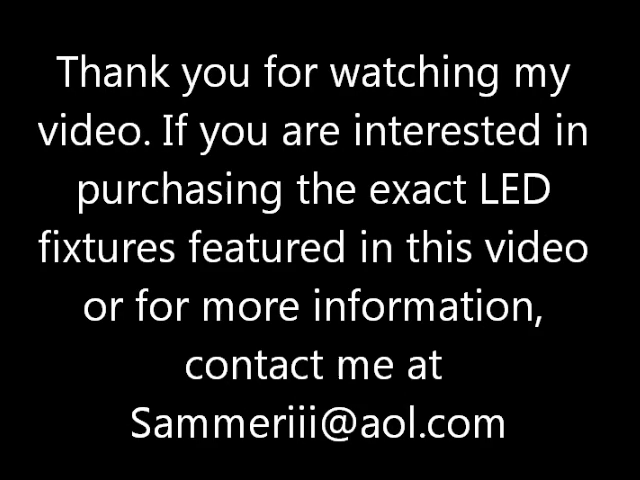 Thank you for watching my
video. If you are interested in
purchasing the exact LED
fixtures featured in this video
or for more information,
contact me at
Sammeriii@aol.com